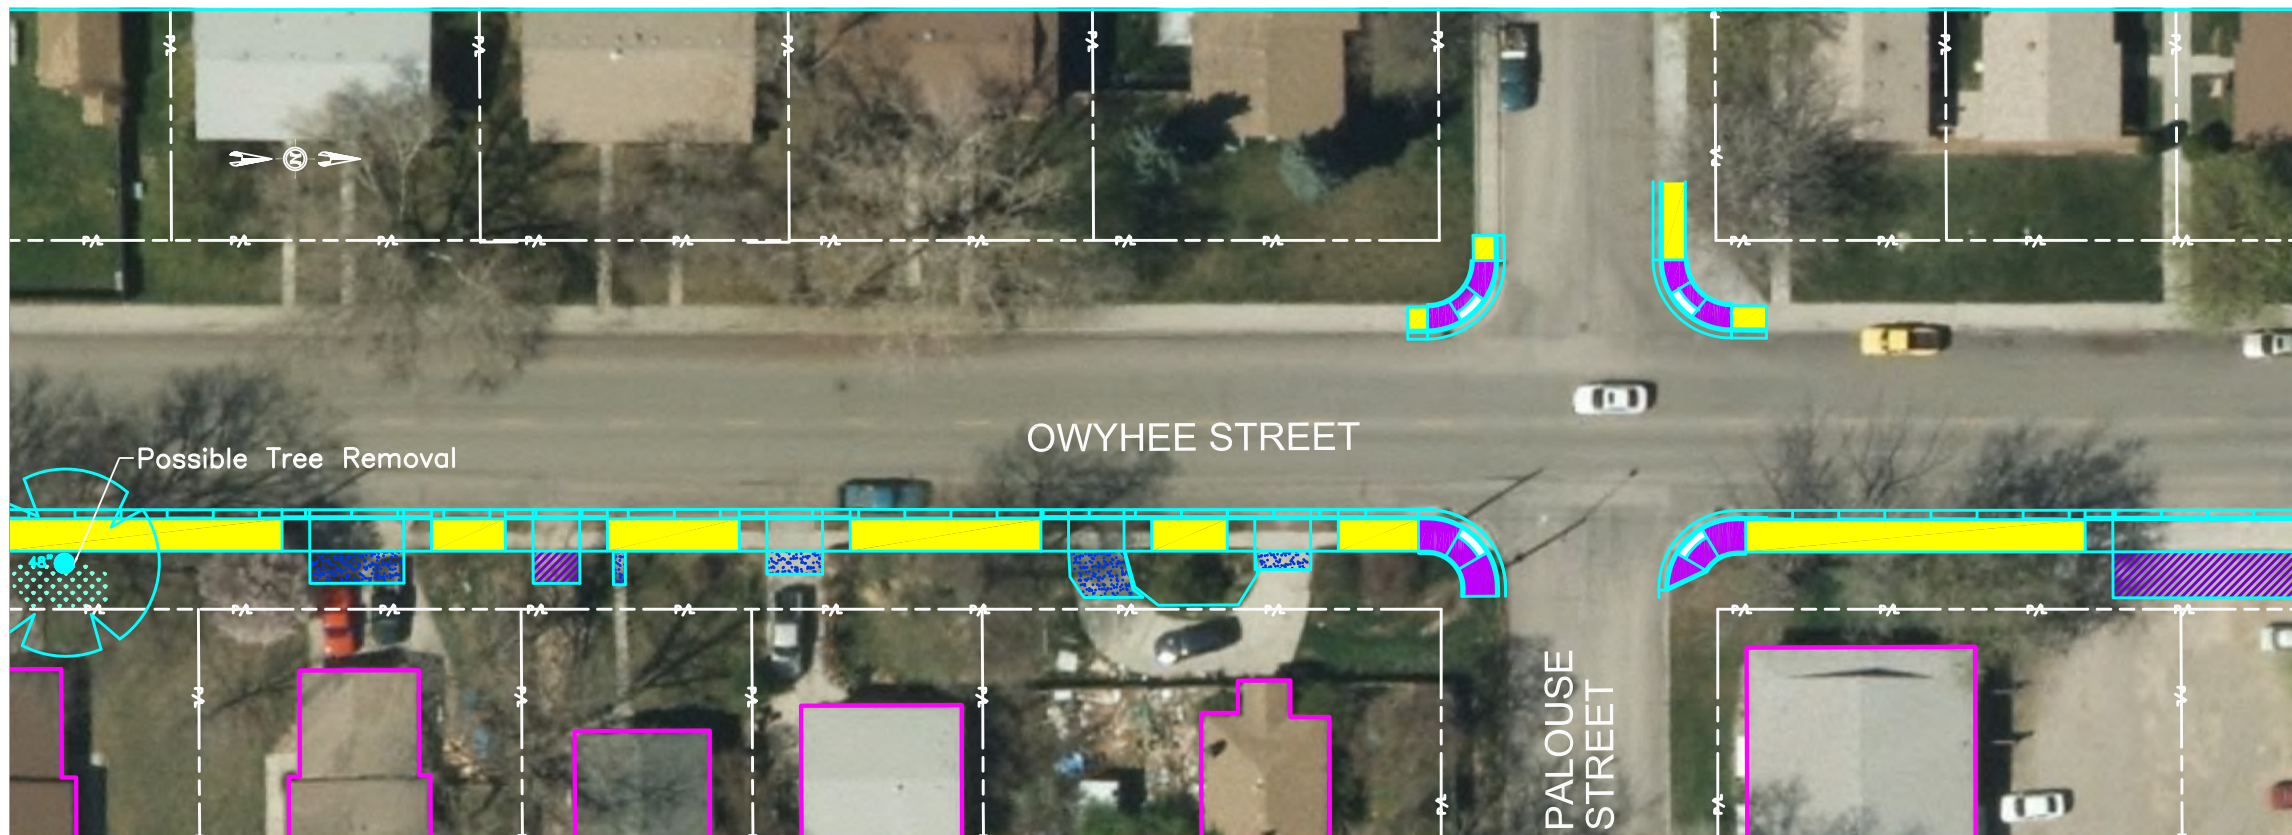 P/L P/L P/L P/L P/L P/L P/L
N P/L P/L
P/L P/L P/L P/L P/L P/L P/L P/L P/L P/L P/L P/L P/L
OWYHEE STREET
Possible Tree Removal
48"
P/L P/L P/L P/L P/L P/L P/L P/L P/L P/L P/L P/L P/L
P/L P/L P/L P/L P/L
PALOUSE
STREET
P/L P/L